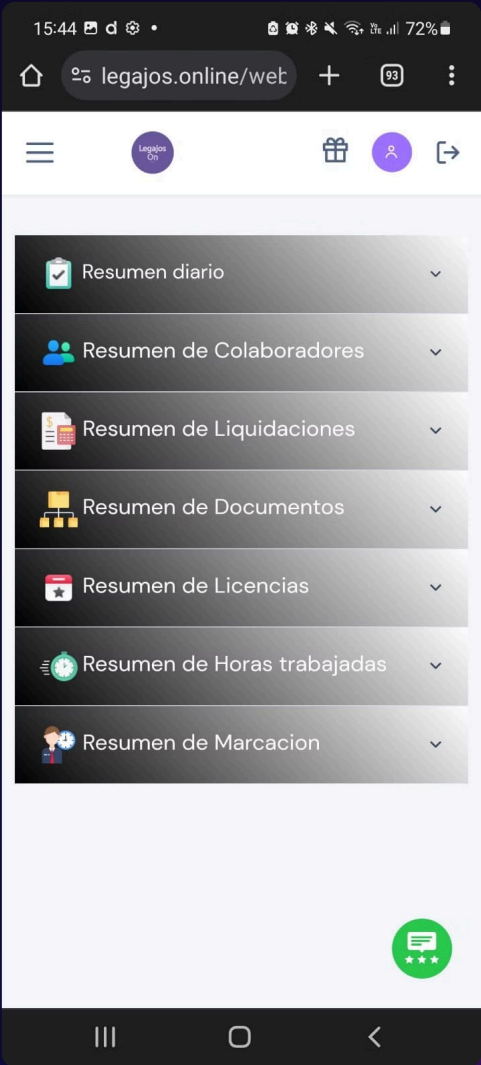 15:44
72%
legajos.online/web
93
Legajos
On
Resumen diario
Resumen de Colaboradores
Resumen de Liquidaciones
Resumen de Documentos
Resumen de Licencias
Resumen de Horas trabajadas
Resumen de Marcacion